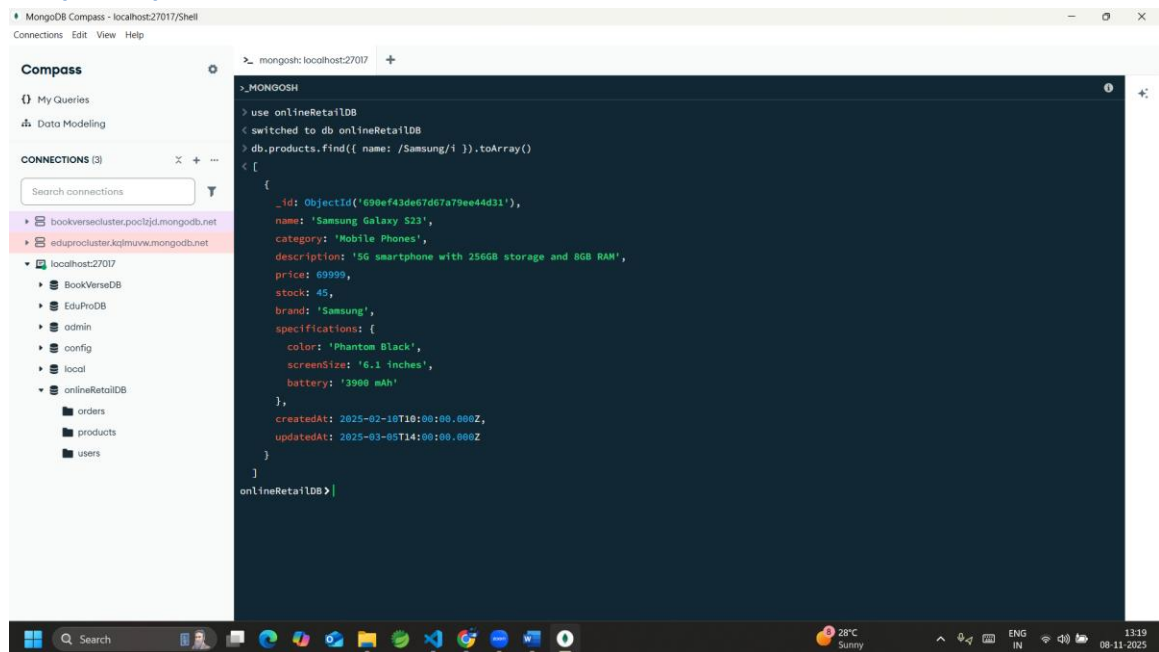 MongoDB Compass - localhost:27017/Shell
Connections Edit View Help
Compass
{} My Queries
Data Modeling
CONNECTIONS (3)
Search connections
bookversecluster.poc1zjd.mongodb.net
eduprocluster.kqlmuvw.mongodb.net
localhost:27017
BookVerseDB
EduProDB
admin
config
local
onlineRetailDB
orders
products
users
>_ mongosh: localhost:27017 +
>_MONGOSH
> use onlineRetailDB
< switched to db onlineRetailDB
> db.products.find({ name: /Samsung/i }).toArray()
< [
{
_id: ObjectId('690ef43de67d67a79ee44d31'),
name: 'Samsung Galaxy S23',
category: 'Mobile Phones',
description: '5G smartphone with 256GB storage and 8GB RAM',
price: 69999,
stock: 45,
brand: 'Samsung',
specifications: {
color: 'Phantom Black',
screenSize: '6.1 inches',
battery: '3900 mAh'
},
createdAt: 2025-02-10T10:00:00.000Z,
updatedAt: 2025-03-05T14:00:00.000Z
}
]
onlineRetailDB>
Search
8
28°C
Sunny
ENG
IN
13:19
08-11-2025